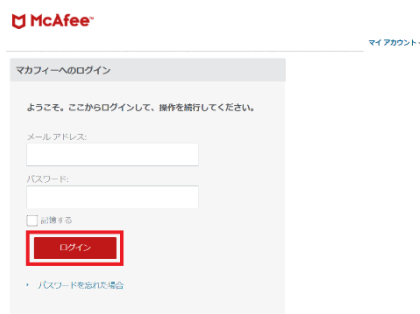 McAfee™
マイ アカウント
マカフィーへのログイン
ようこそ。ここからログインして、操作を続行してください。
メール アドレス:
パスワード:
記憶する
ログイン
パスワードを忘れた場合